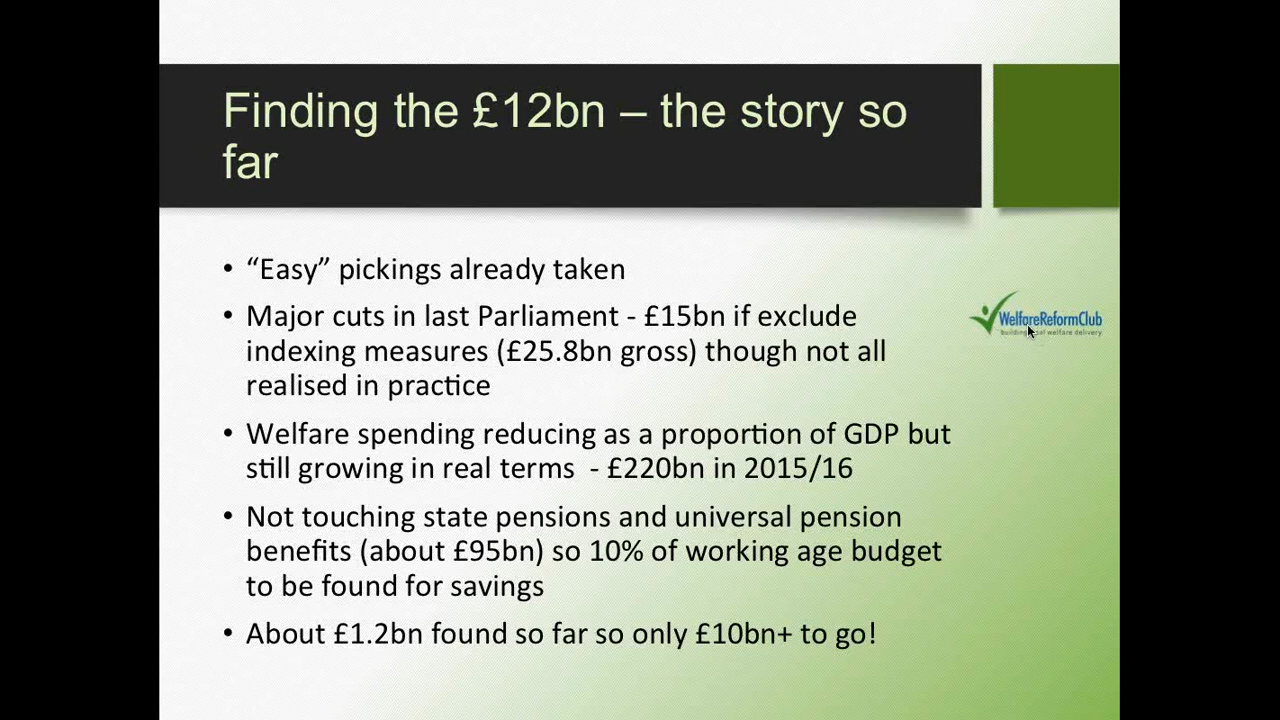 Finding the £12bn – the story so
far
• “Easy” pickings already taken
• Major cuts in last Parliament - £15bn if exclude
indexing measures (£25.8bn gross) though not all
realised in practice
WelfareReformClub
welfare delivery
• Welfare spending reducing as a proportion of GDP but
still growing in real terms - £220bn in 2015/16
• Not touching state pensions and universal pension
benefits (about £95bn) so 10% of working age budget
to be found for savings
• About £1.2bn found so far so only £10bn+ to go!